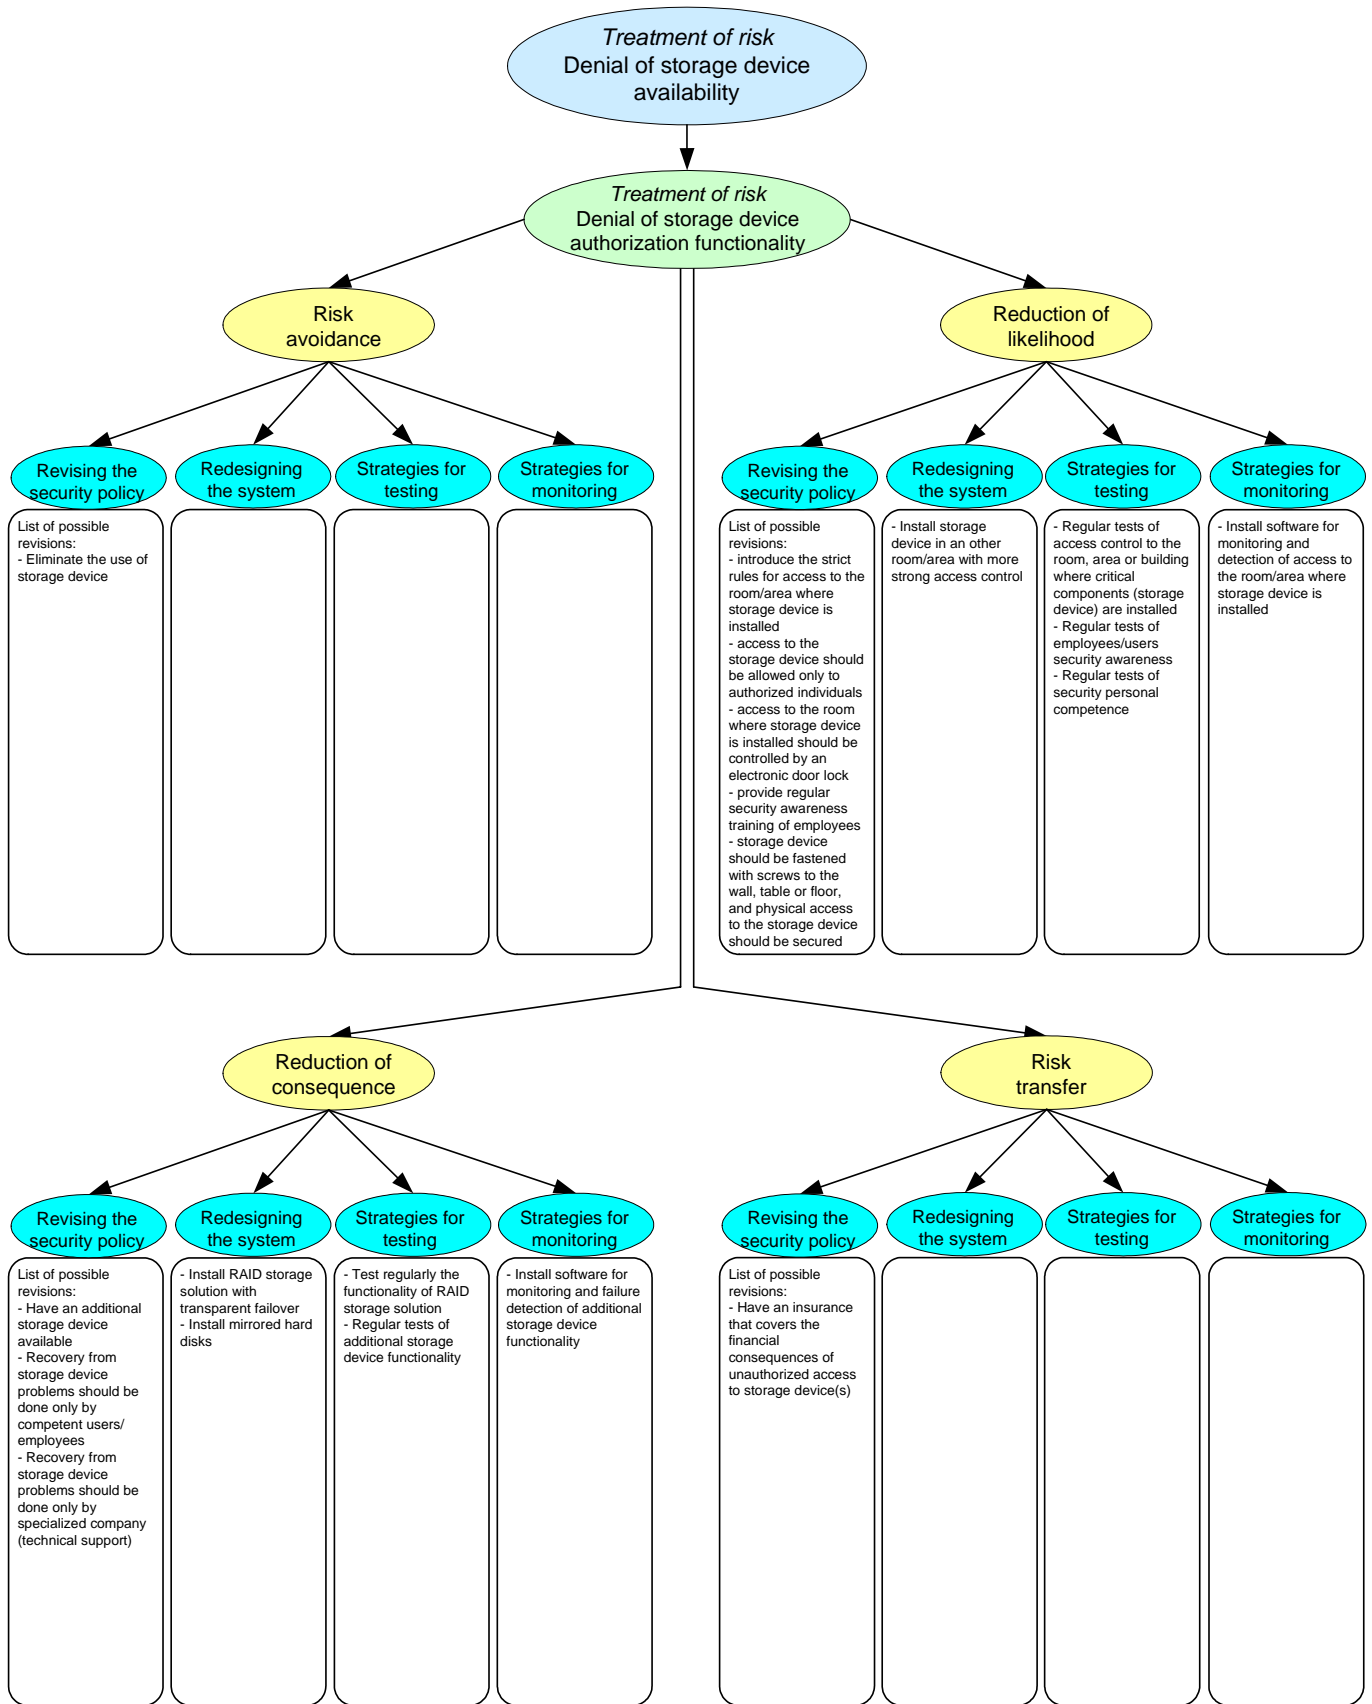 Treatment of risk
Denial of storage device
availability
Treatment of risk
Denial of storage device
authorization functionality
Risk
avoidance
Reduction of
likelihood
Revising the
security policy
Redesigning
the system
Strategies for
testing
Strategies for
monitoring
Revising the
security policy
Redesigning
the system
Strategies for
testing
Strategies for
monitoring
List of possible
revisions:
- Eliminate the use of
storage device
List of possible
revisions:
- introduce the strict
rules for access to the
room/area where
storage device is
installed
- access to the
storage device should
be allowed only to
authorized individuals
- access to the room
where storage device
is installed should be
controlled by an
electronic door lock
- provide regular
security awareness
training of employees
- storage device
should be fastened
with screws to the
wall, table or floor,
and physical access
to the storage device
should be secured
- Install storage
device in an other
room/area with more
strong access control
- Regular tests of
access control to the
room, area or building
where critical
components (storage
device) are installed
- Regular tests of
employees/users
security awareness
- Regular tests of
security personal
competence
- Install software for
monitoring and
detection of access to
the room/area where
storage device is
installed
Reduction of
consequence
Risk
transfer
Revising the
security policy
Redesigning
the system
Strategies for
testing
Strategies for
monitoring
Revising the
security policy
Redesigning
the system
Strategies for
testing
Strategies for
monitoring
List of possible
revisions:
- Have an additional
storage device
available
- Recovery from
storage device
problems should be
done only by
competent users/
employees
- Recovery from
storage device
problems should be
done only by
specialized company
(technical support)
- Install RAID storage
solution with
transparent failover
- Install mirrored hard
disks
- Test regularly the
functionality of RAID
storage solution
- Regular tests of
additional storage
device functionality
- Install software for
monitoring and failure
detection of additional
storage device
functionality
List of possible
revisions:
- Have an insurance
that covers the
financial
consequences of
unauthorized access
to storage device(s)